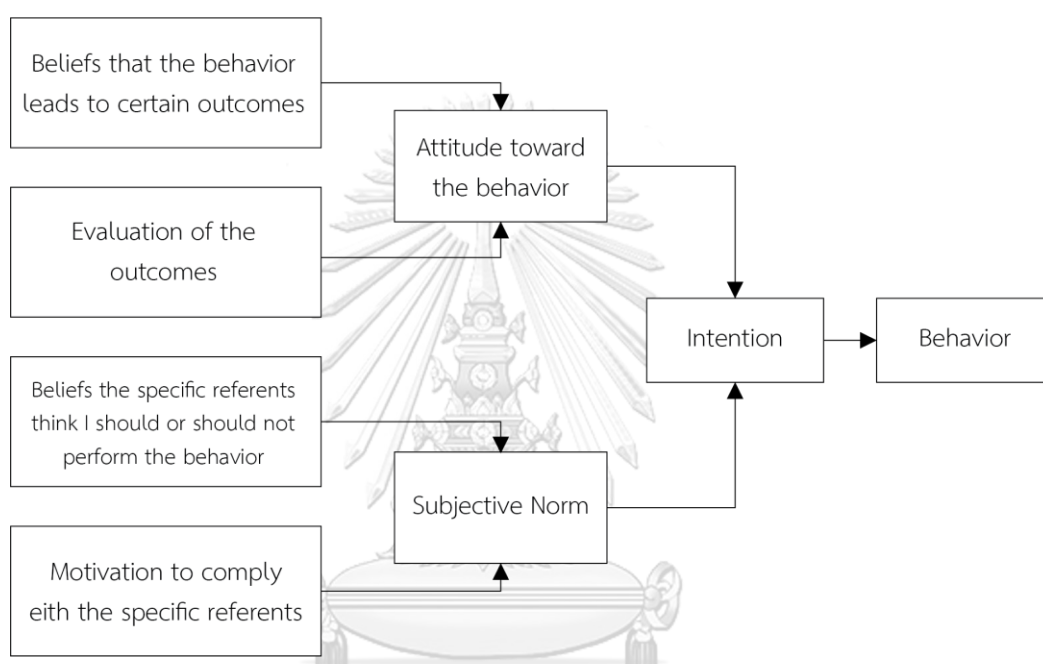 Beliefs that the behavior
leads to certain outcomes
Attitude toward
the behavior
Evaluation of the
outcomes
Intention
Behavior
Beliefs the specific referents
think I should or should not
perform the behavior
Subjective Norm
Motivation to comply
eith the specific referents